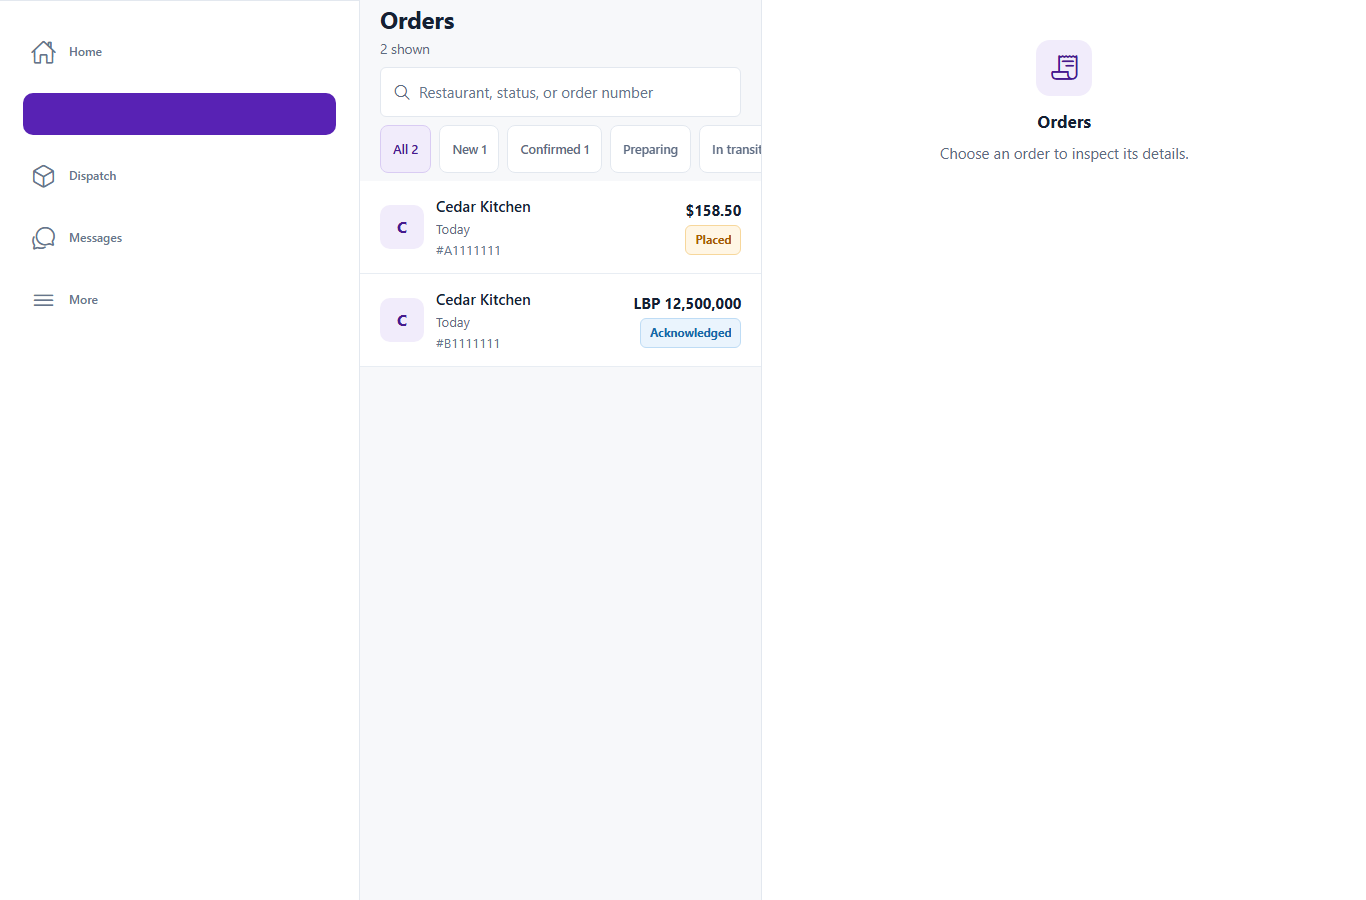 Home
Dispatch
Messages
More
Orders
2 shown
Restaurant, status, or order number
All 2
New 1
Confirmed 1
Preparing
In transit
Cedar Kitchen
Today
#A1111111
$158.50
Placed
Cedar Kitchen
Today
#B1111111
LBP 12,500,000
Acknowledged
C
C
Orders
Choose an order to inspect its details.